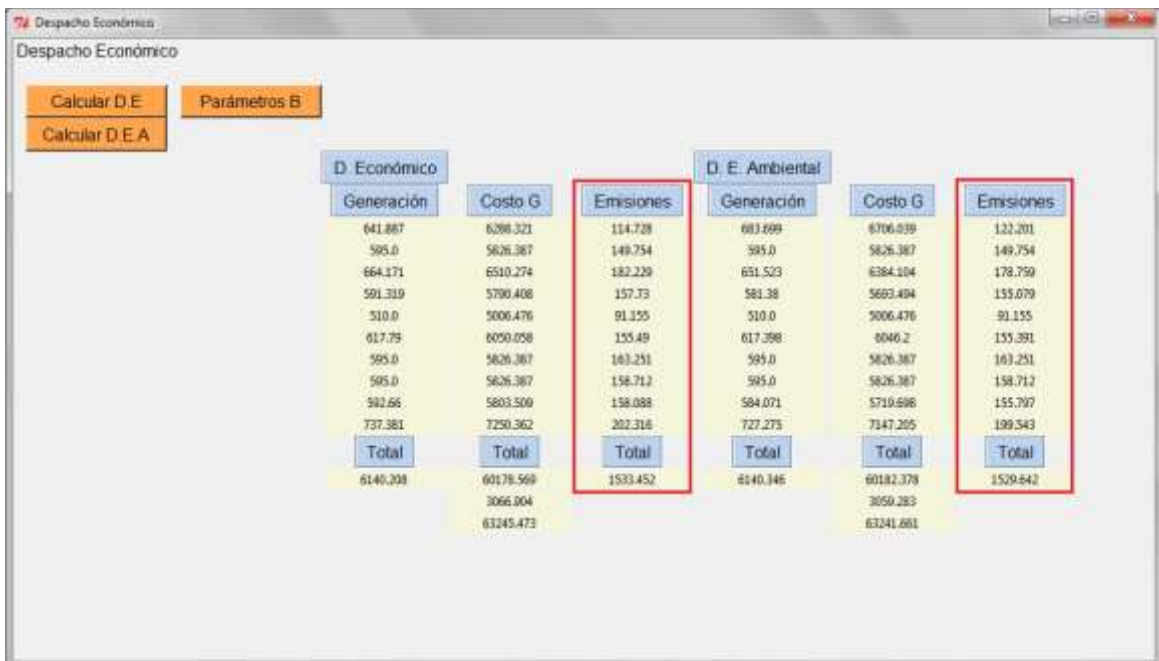 Despacho Económico
Despacho Económico
Calcular D.E Parámetros B
Calcular D.E.A
D. Económico D. E. Ambiental
Generación Costo G Emisiones Generación Costo G Emisiones
641.887 6288.321 114.728 683.699 6706.039 122.201
595.0 5826.387 149.754 595.0 5826.387 149.754
664.171 6510.274 182.229 651.523 6384.104 178.759
591.319 5790.408 157.73 581.38 5693.494 155.079
510.0 5006.476 91.155 510.0 5006.476 91.155
617.79 6050.058 155.49 617.398 6046.2 155.391
595.0 5826.387 163.251 595.0 5826.387 163.251
595.0 5826.387 158.712 595.0 5826.387 158.712
592.66 5803.509 158.088 584.071 5719.698 155.797
737.381 7250.362 202.316 727.275 7147.205 199.543
Total Total Total Total Total Total
6140.208 60178.569 1533.452 6140.346 60182.378 1529.642
3066.904 3059.283
63245.473 63241.661